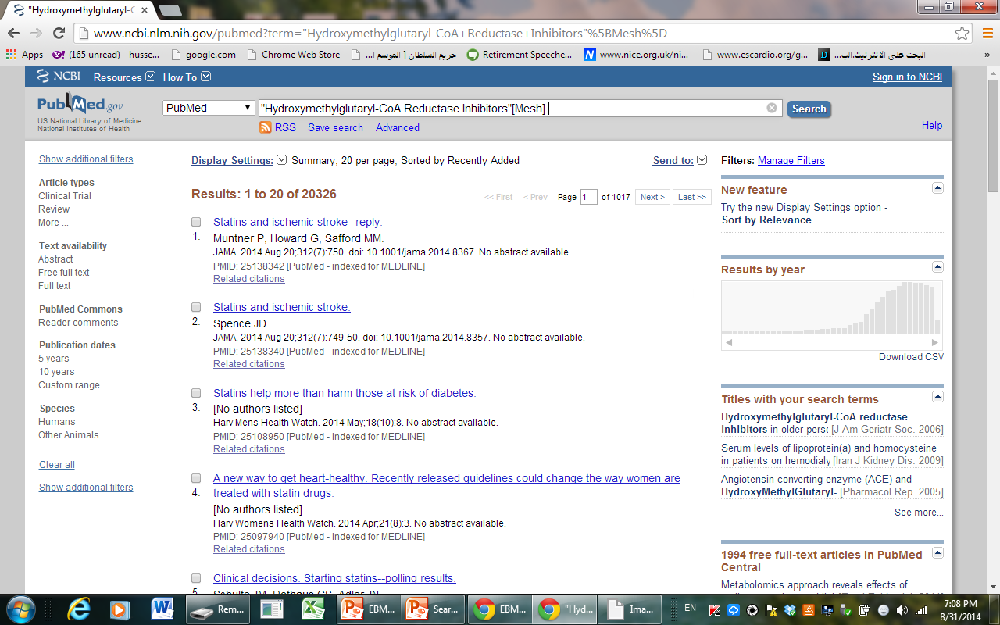 "Hydroxymethylglutaryl-C
www.ncbi.nlm.nih.gov/pubmed?term="Hydroxymethylglutaryl-CoA+Reductase+Inhibitors"%5BMesh%5D
Apps
(165 unread) - husse...
google.com
Chrome Web Store
حريم السلطان [ الموسم ا...
Retirement Speeche...
www.nice.org.uk/ni...
www.escardio.org/g...
البحث على الانترنيت.الب...
»
NCBI Resources How To Sign in to NCBI
PubMed.gov
US National Library of Medicine
National Institutes of Health
PubMed
"Hydroxymethylglutaryl-CoA Reductase Inhibitors"[Mesh]
Search
RSS Save search Advanced
Help
Show additional filters
Article types
Clinical Trial
Review
More ...
Text availability
Abstract
Free full text
Full text
PubMed Commons
Reader comments
Publication dates
5 years
10 years
Custom range...
Species
Humans
Other Animals
Clear all
Show additional filters
Display Settings: Summary, 20 per page, Sorted by Recently Added Send to:
Results: 1 to 20 of 20326
<< First < Prev Page 1 of 1017 Next > Last >>
Statins and ischemic stroke--reply.
1. Muntner P, Howard G, Safford MM.
JAMA. 2014 Aug 20;312(7):750. doi: 10.1001/jama.2014.8367. No abstract available.
PMID: 25138342 [PubMed - indexed for MEDLINE]
Related citations
Statins and ischemic stroke.
2. Spence JD.
JAMA. 2014 Aug 20;312(7):749-50. doi: 10.1001/jama.2014.8357. No abstract available.
PMID: 25138340 [PubMed - indexed for MEDLINE]
Related citations
Statins help more than harm those at risk of diabetes.
3. [No authors listed]
Harv Mens Health Watch. 2014 May;18(10):8. No abstract available.
PMID: 25108950 [PubMed - indexed for MEDLINE]
Related citations
A new way to get heart-healthy. Recently released guidelines could change the way women are
4. treated with statin drugs.
[No authors listed]
Harv Womens Health Watch. 2014 Apr;21(8):3. No abstract available.
PMID: 25097940 [PubMed - indexed for MEDLINE]
Related citations
Clinical decisions. Starting statins--polling results.
Filters: Manage Filters
New feature
Try the new Display Settings option -
Sort by Relevance
Results by year
Download CSV
Titles with your search terms
Hydroxymethylglutaryl-CoA reductase
inhibitors in older pers [J Am Geriatr Soc. 2006]
Serum levels of lipoprotein(a) and homocysteine
in patients on hemodialy [Iran J Kidney Dis. 2009]
Angiotensin converting enzyme (ACE) and
HydroxyMethylGlutaryl- [Pharmacol Rep. 2005]
See more...
1994 free full-text articles in PubMed
Central
Metabolomics approach reveals effects of
Rem...
EBM...
Sear...
EBM...
"Hyd...
Ima...
EN
7:08 PM
8/31/2014